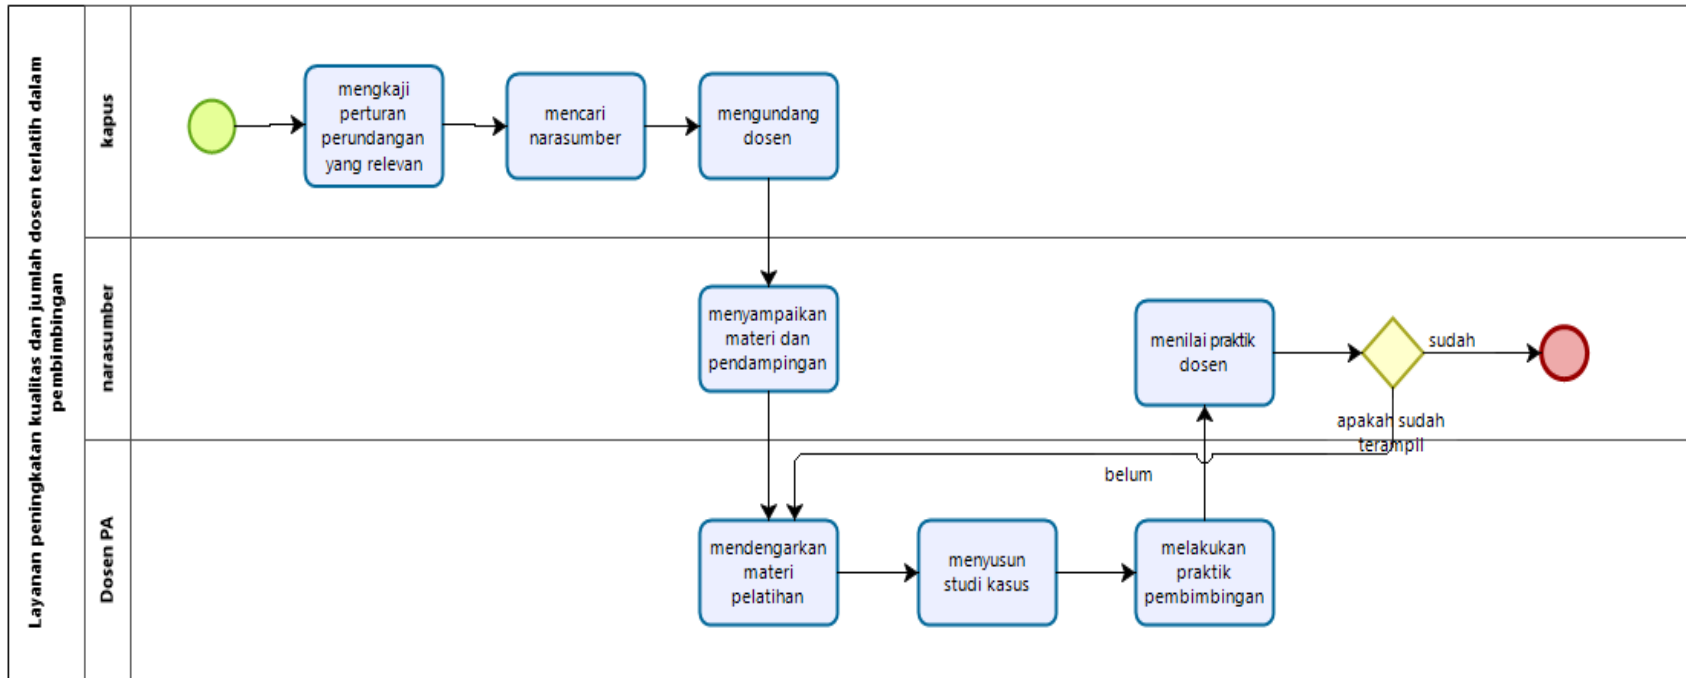 Layanan peningkatan kualitas dan jumlah dosen terlatih dalam
pembimbingan
kapus
mengkaji
perturan
perundangan
yang relevan
mencari
narasumber
mengundang
dosen
narasumber
menyampaikan
materi dan
pendampingan
menilai praktik
dosen
sudah
apakah sudah
terampil
belum
Dosen PA
mendengarkan
materi
pelatihan
menyusun
studi kasus
melakukan
praktik
pembimbingan